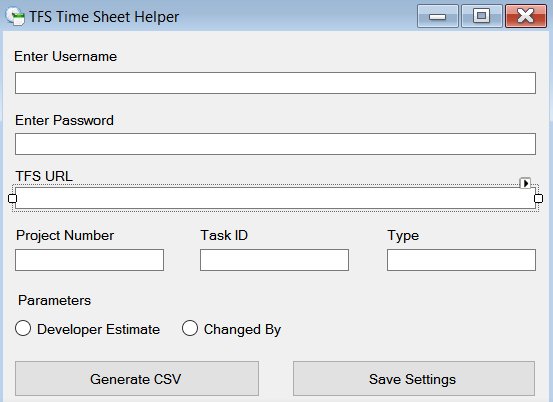 TFS Time Sheet Helper
Enter Username
Enter Password
TFS URL
Project Number Task ID Type
Parameters
Developer Estimate Changed By
Generate CSV Save Settings